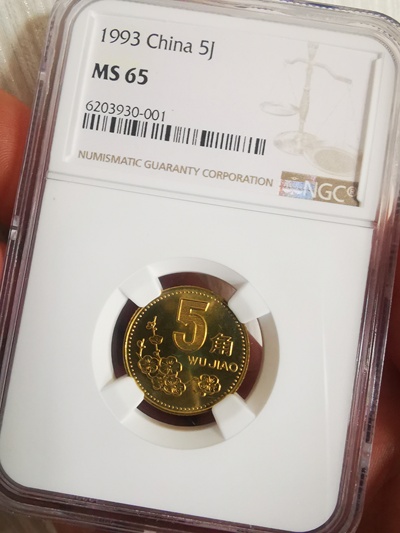 1993 China 5J
MS 65
6203930-001
NUMISMATIC GUARANTY CORPORATION
NGC
5
角
WU JIAO